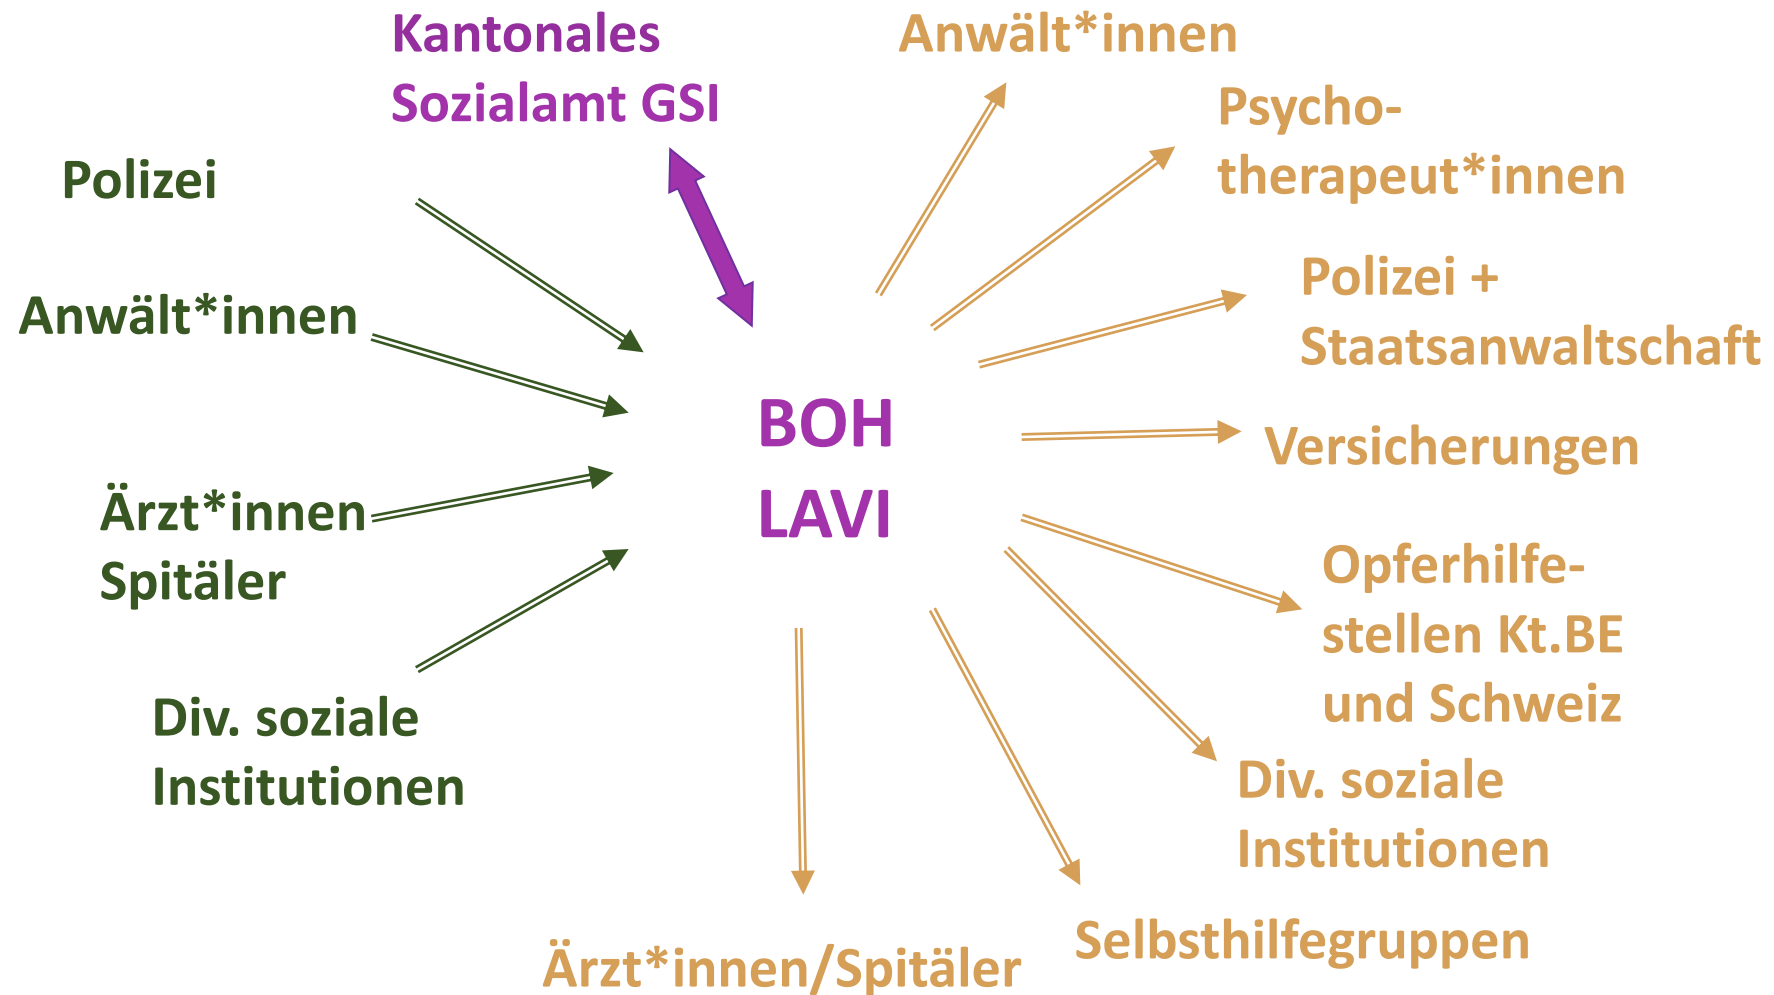 Kantonales
Sozialamt GSI
Polizei
Anwält*innen
Ärzt*innen
Spitäler
Div. soziale
Institutionen
BOH
LAVI
Anwält*innen
Psycho-
therapeut*innen
Polizei +
Staatsanwaltschaft
Versicherungen
Opferhilfe-
stellen Kt.BE
und Schweiz
Div. soziale
Institutionen
Selbsthilfegruppen
Ärzt*innen/Spitäler